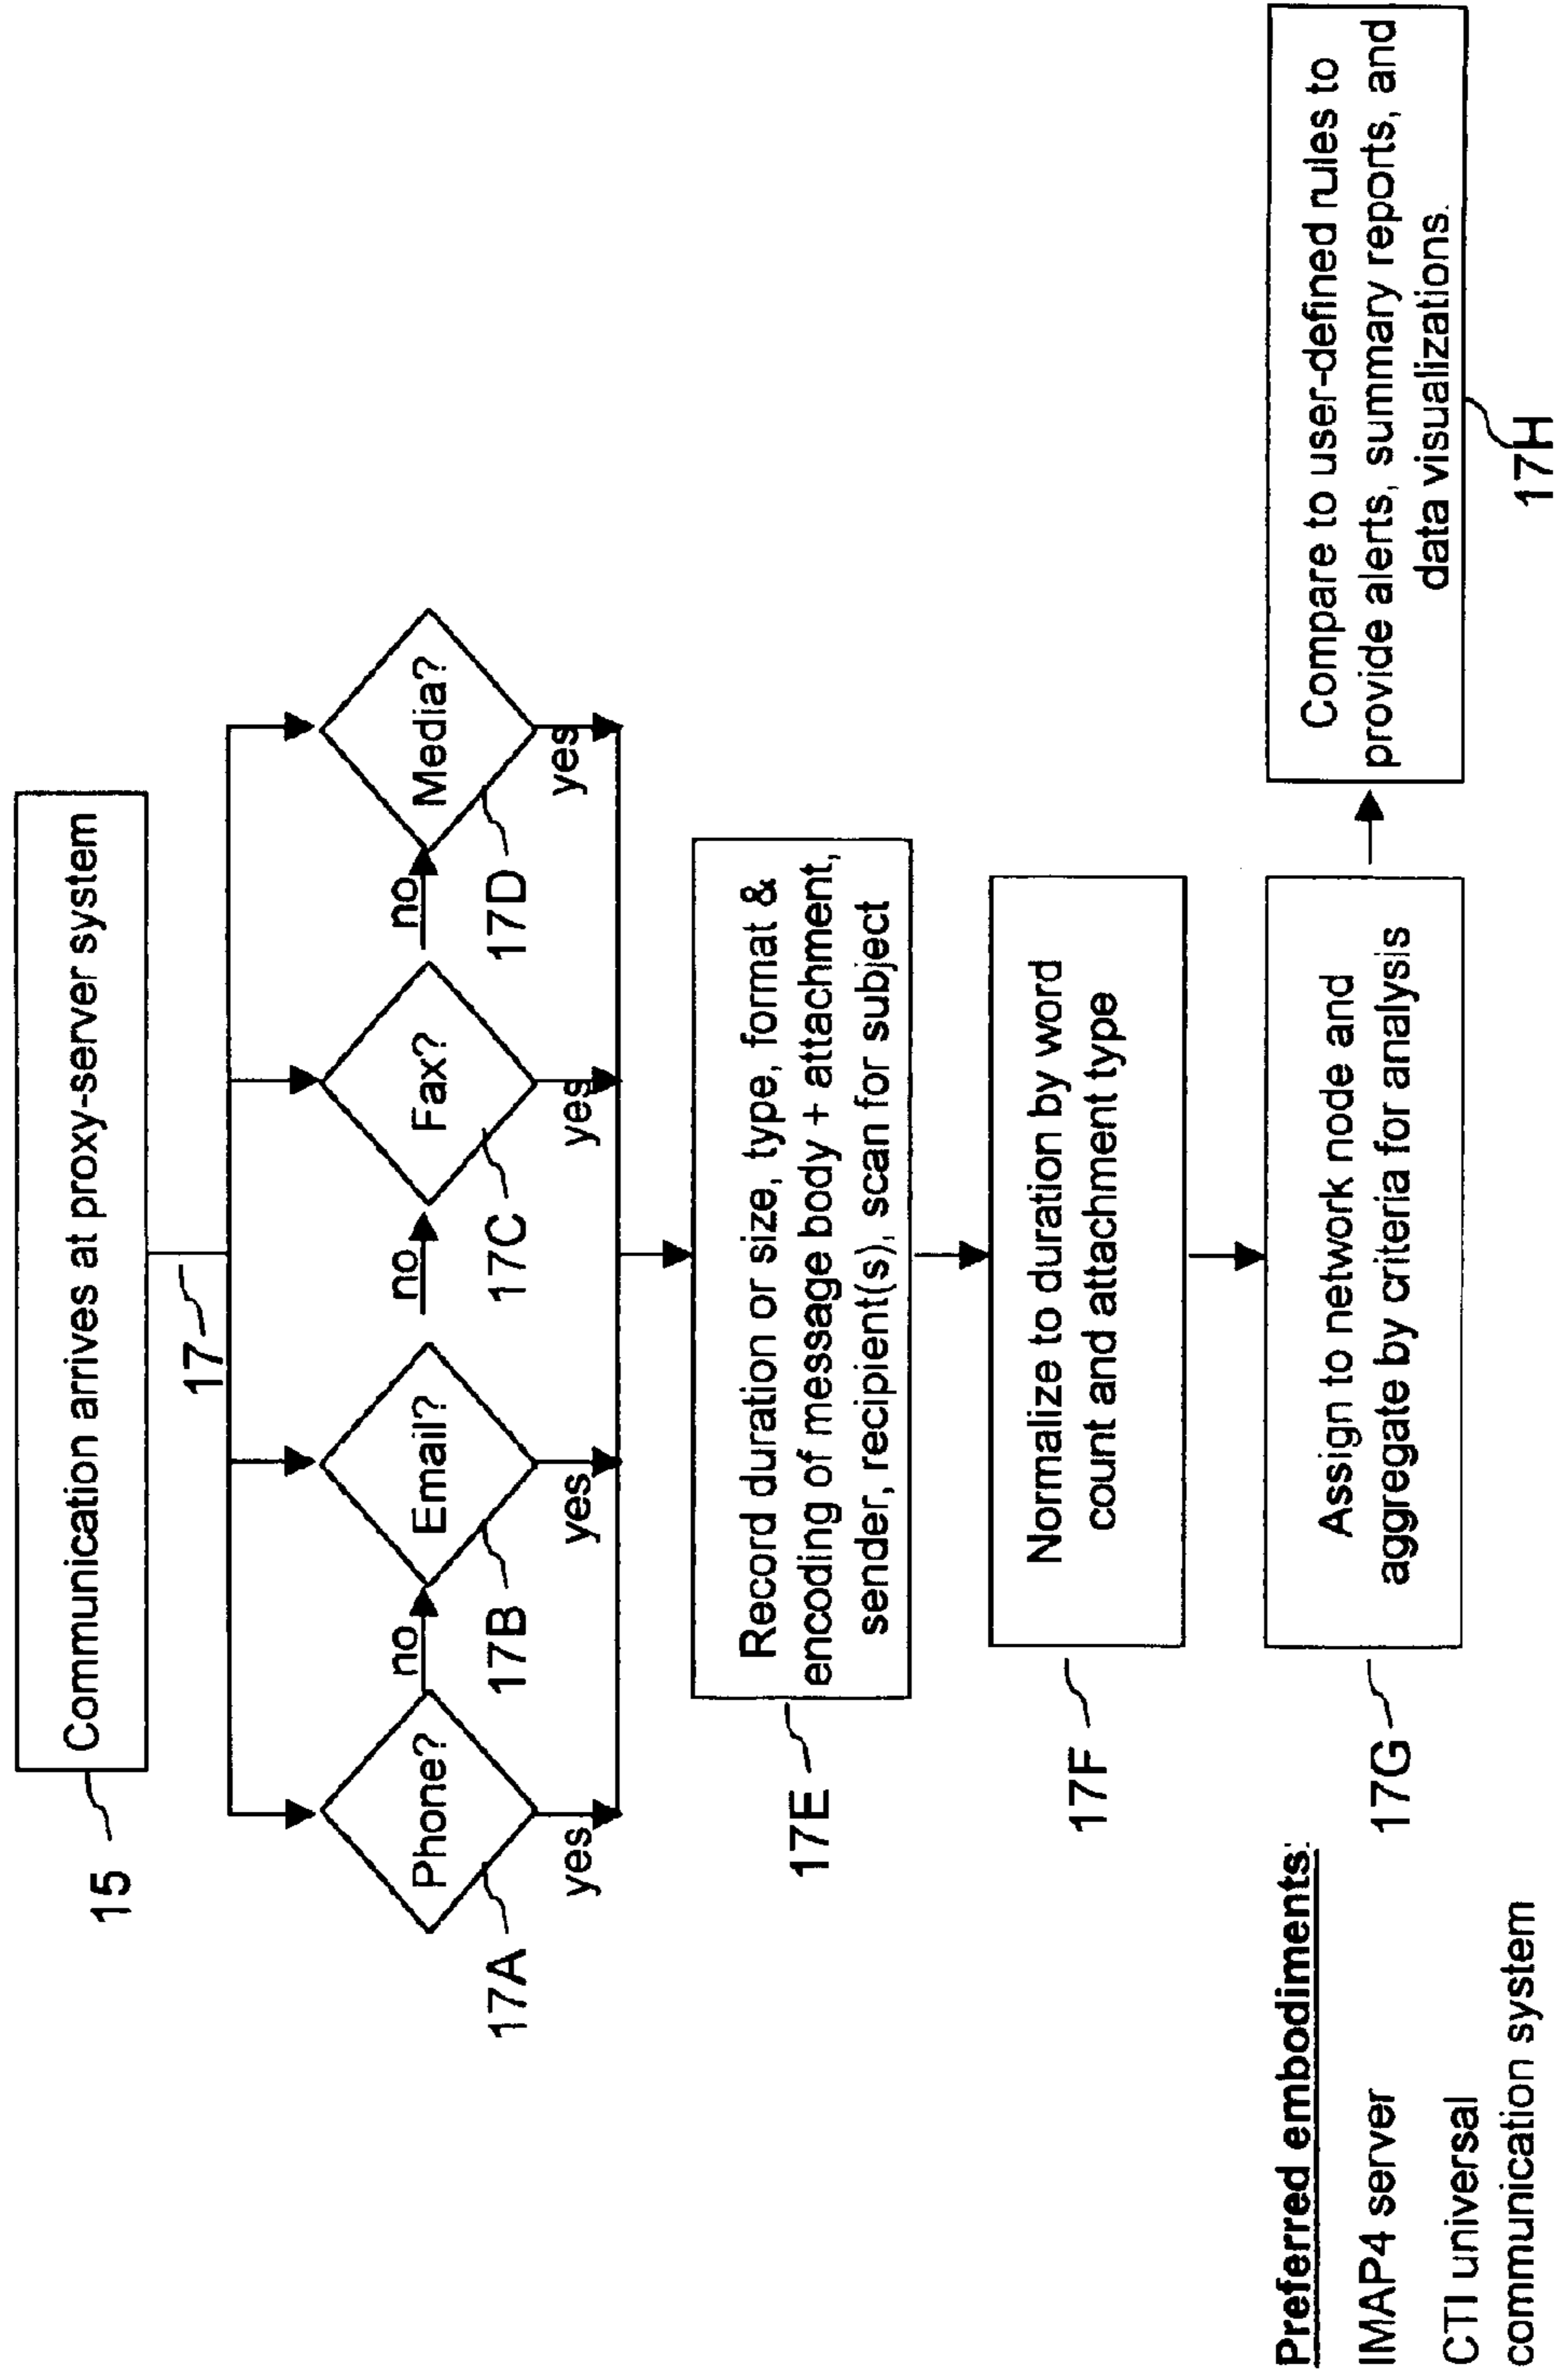 Communication arrives at proxy-server system
15
17
Phone?
no
Email?
no
Fax?
no
Media?
17A
17B
17C
17D
yes
yes
yes
yes
Record duration or size, type, format &
encoding of message body + attachment,
sender, recipient(s), scan for subject
17E
Normalize to duration by word
count and attachment type
17F
Assign to network node and
aggregate by criteria for analysis
17G
Compare to user-defined rules to
provide alerts, summary reports, and
data visualizations.
17H
Preferred embodiments:
IMAP4 server
CTI universal
communication system